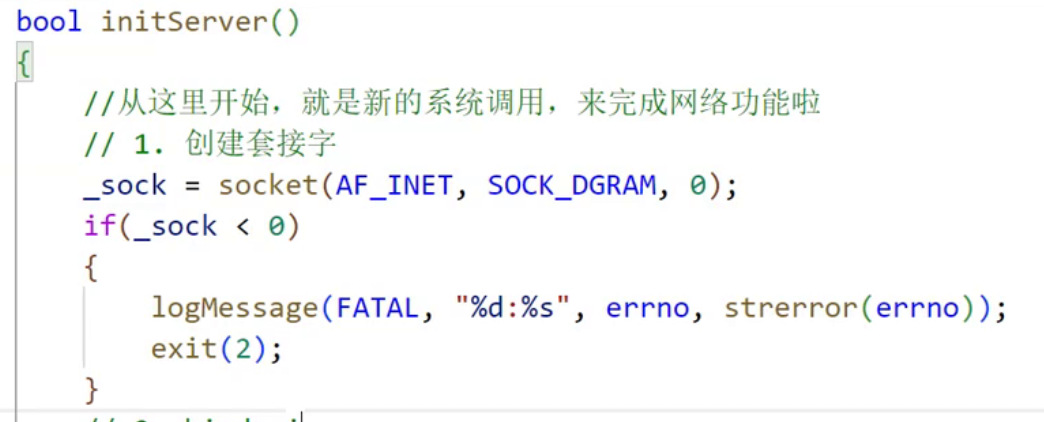 bool initServer()
{
//从这里开始，就是新的系统调用，来完成网络功能啦
// 1. 创建套接字
_sock = socket(AF_INET, SOCK_DGRAM, 0);
if(_sock < 0)
{
logMessage(FATAL, "%d:%s", errno, strerror(errno));
exit(2);
}